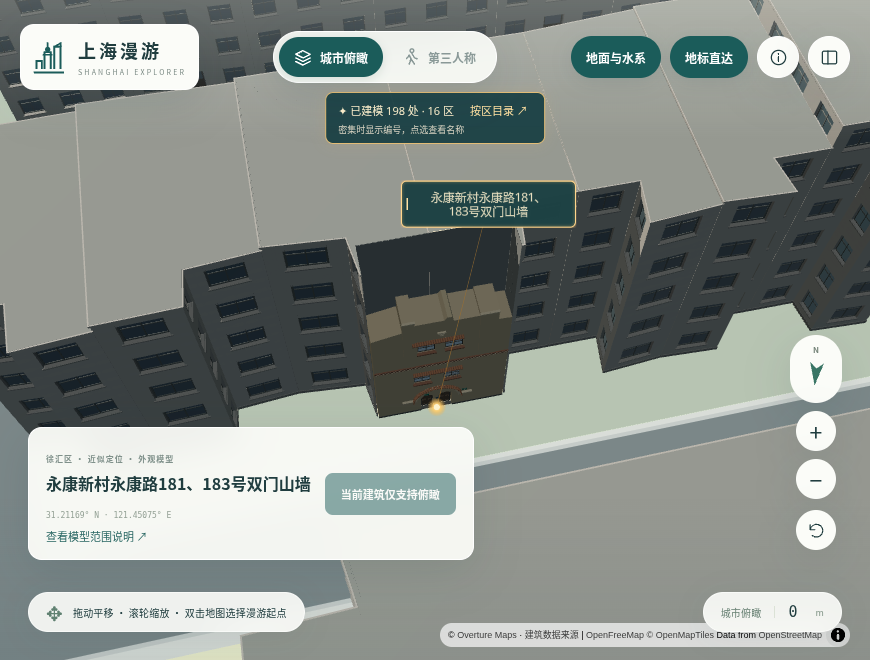 上海漫游
SHANGHAI EXPLORER
城市俯瞰
第三人称
地面与水系
地标直达
✦ 已建模 198 处 · 16 区 按区目录 ↗
密集时显示编号，点选查看名称
永康新村永康路181、
183号双门山墙
N
徐汇区 · 近似定位 · 外观模型
永康新村永康路181、183号双门山墙
当前建筑仅支持俯瞰
31.21169° N · 121.45075° E
查看模型范围说明 ↗
拖动平移 · 滚轮缩放 · 双击地图选择漫游起点
城市俯瞰 0 m
© Overture Maps · 建筑数据来源 | OpenFreeMap © OpenMapTiles Data from OpenStreetMap